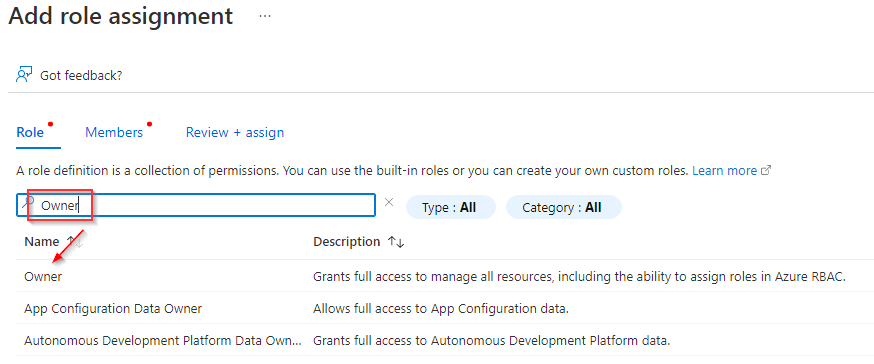 Add role assignment ...
Got feedback?
Role Members Review + assign
A role definition is a collection of permissions. You can use the built-in roles or you can create your own custom roles. Learn more
Owner Type : All Category : All
Name ↑↓ Description ↑↓
Owner Grants full access to manage all resources, including the ability to assign roles in Azure RBAC.
App Configuration Data Owner Allows full access to App Configuration data.
Autonomous Development Platform Data Own... Grants full access to Autonomous Development Platform data.